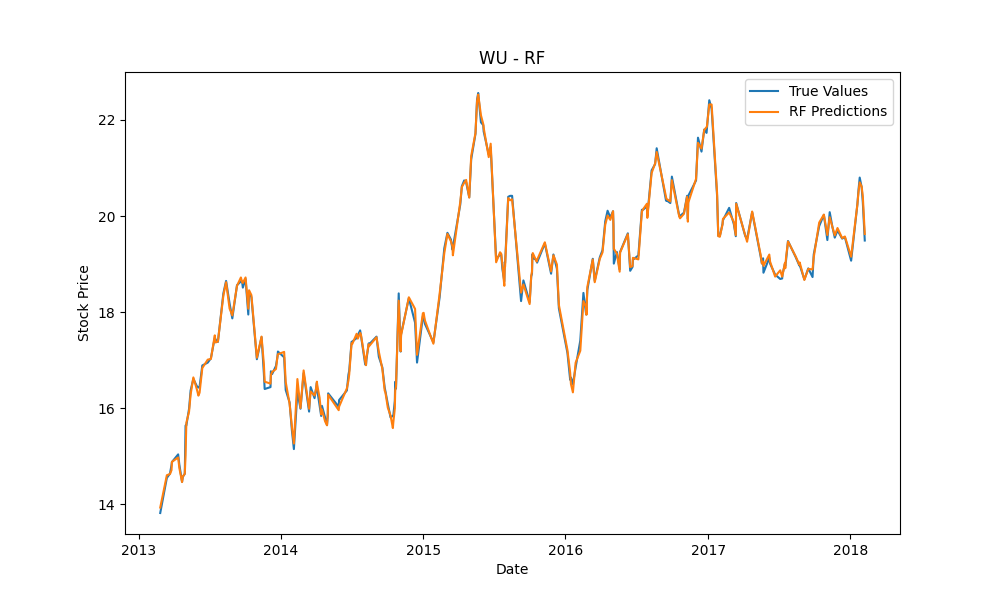 WU - RF
True Values
RF Predictions
Stock Price
22
20
18
16
14
2013 2014 2015 2016 2017 2018
Date